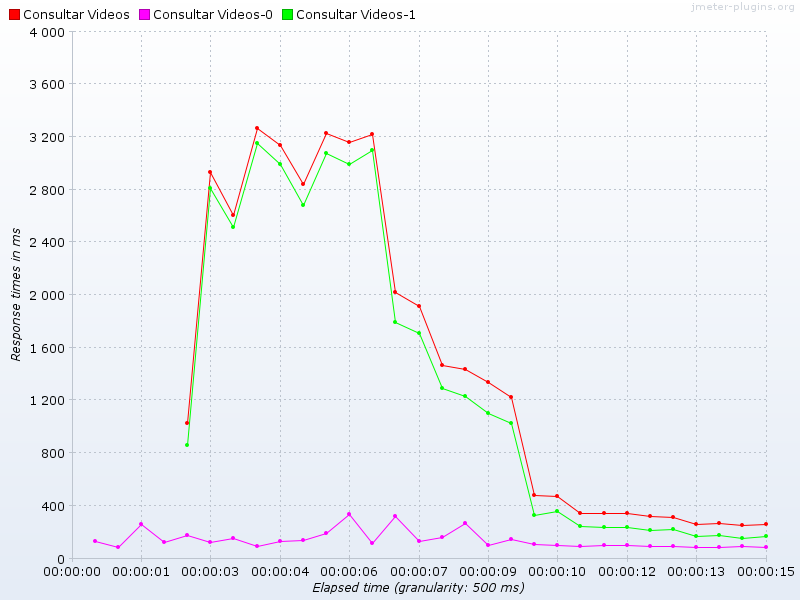 jmeter-plugins.org
Consultar Videos Consultar Videos-0 Consultar Videos-1
4 000
3 600
3 200
2 800
2 400
2 000
1 600
1 200
800
400
0
Response times in ms
00:00:00 00:00:01 00:00:03 00:00:04 00:00:06 00:00:07 00:00:09 00:00:10 00:00:12 00:00:13 00:00:15
Elapsed time (granularity: 500 ms)